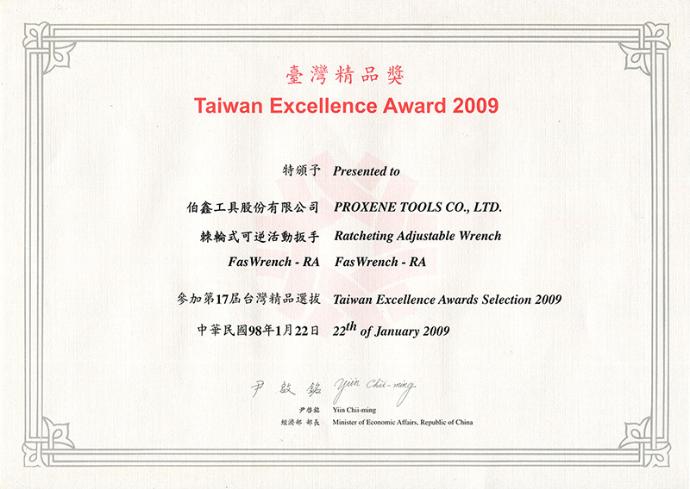 臺灣精品獎
Taiwan Excellence Award 2009
特頒予 Presented to
伯鑫工具股份有限公司 PROXENE TOOLS CO., LTD.
棘輪式可逆活動扳手 Ratcheting Adjustable Wrench
FasWrench - RA FasWrench - RA
參加第17届台灣精品選拔 Taiwan Excellence Awards Selection 2009
中華民國98年1月22日 22th of January 2009
尹啟銘 Yiin Chii-ming
尹啓銘 Yiin Chii-ming
經濟部 部長 Minister of Economic Affairs, Republic of China